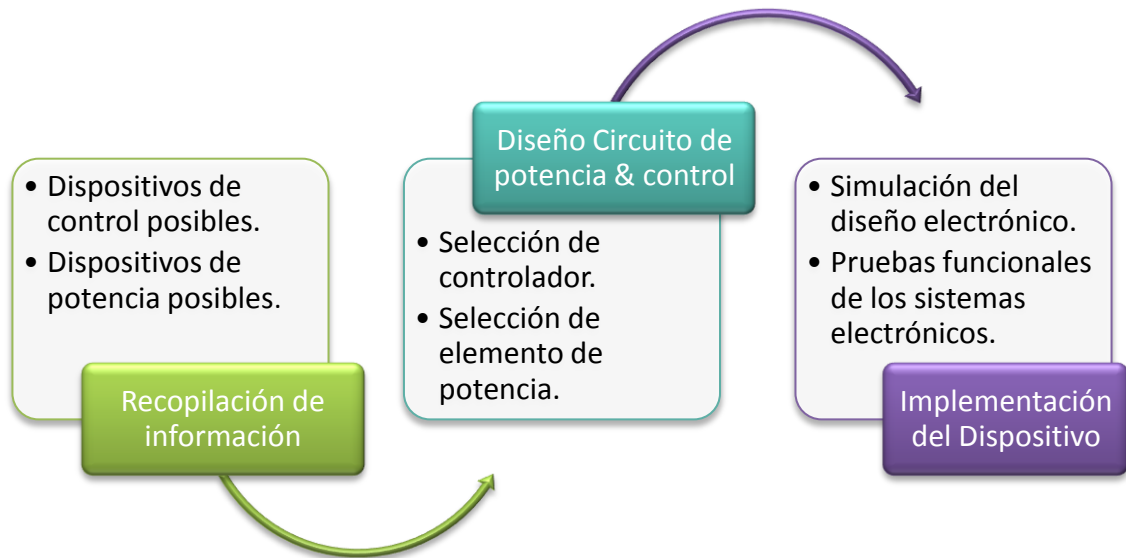 • Dispositivos de
control posibles.
• Dispositivos de
potencia posibles.
Recopilación de
información
Diseño Circuito de
potencia & control
• Selección de
controlador.
• Selección de
elemento de
potencia.
• Simulación del
diseño electrónico.
• Pruebas funcionales
de los sistemas
electrónicos.
Implementación
del Dispositivo